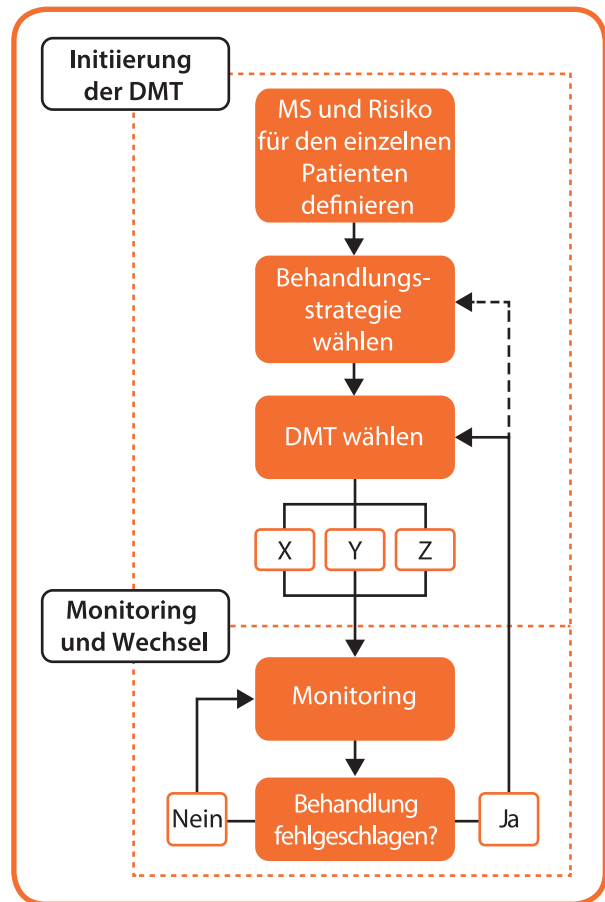 Initiierung
der DMT
MS und Risiko
für den einzelnen
Patienten
definieren
Behandlungs-
strategie
wählen
DMT wählen
X Y Z
Monitoring
und Wechsel
Monitoring
Nein
Behandlung
fehlgeschlagen?
Ja